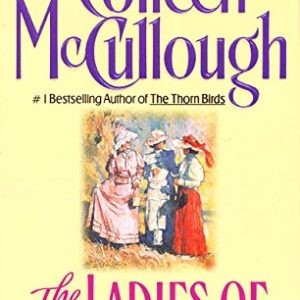 Colleen
McCullough
#1 Bestselling Author of The Thorn Birds
The
LADIES OF